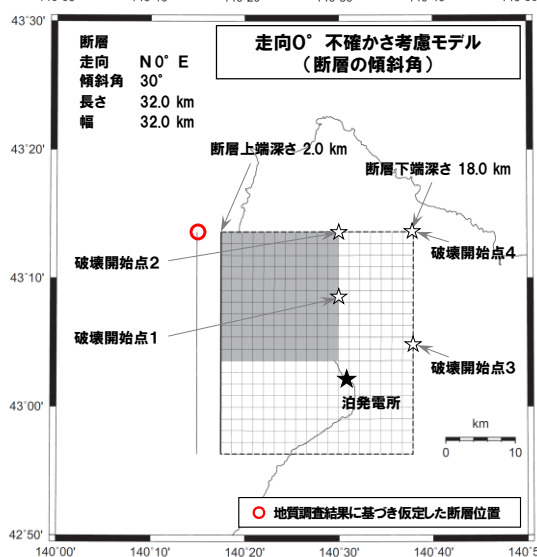 43°30'
断層
走向 N 0° E
傾斜角 30°
長さ 32.0 km
幅 32.0 km
走向0° 不確かさ考慮モデル
（断層の傾斜角）
43°20'
断層上端深さ 2.0 km
断層下端深さ 18.0 km
破壊開始点2
破壊開始点4
43°10'
破壊開始点1
破壊開始点3
泊発電所
43°00'
km
0 10
地質調査結果に基づき仮定した断層位置
42°50'
140°00' 140°10' 140°20' 140°30' 140°40' 140°50'